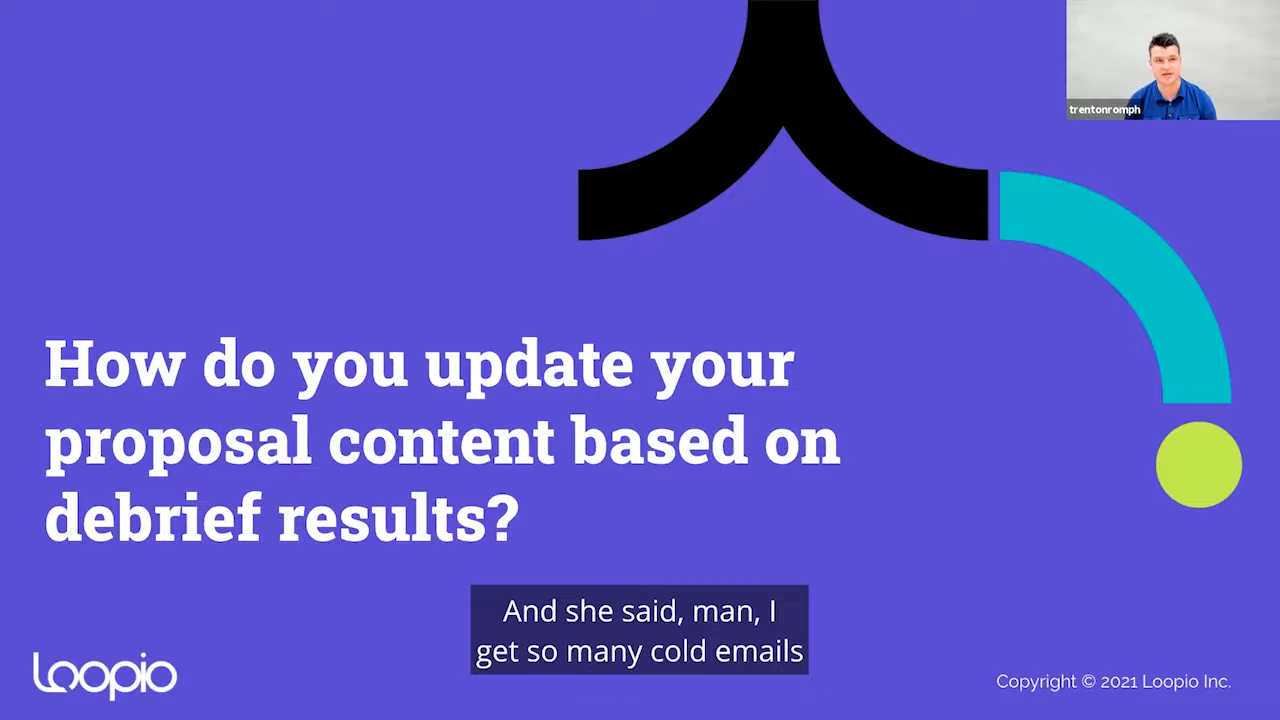 trentonromph
How do you update your
proposal content based on
debrief results?
And she said, man, I
get so many cold emails
Loopio
Copyright © 2021 Loopio Inc.